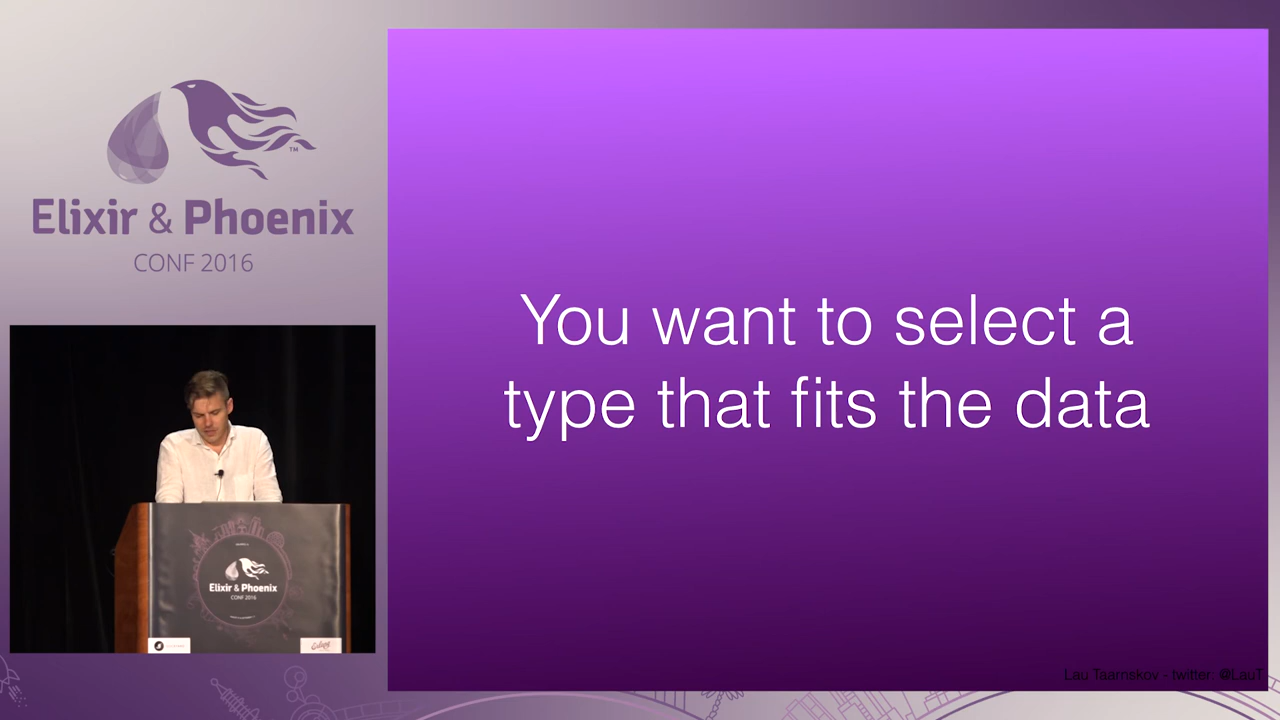 TM
Elixir & Phoenix
CONF 2016
You want to select a
type that fits the data
Elixir & Phoenix
CONF 2016
Lau Taarnskov - twitter: @LauT